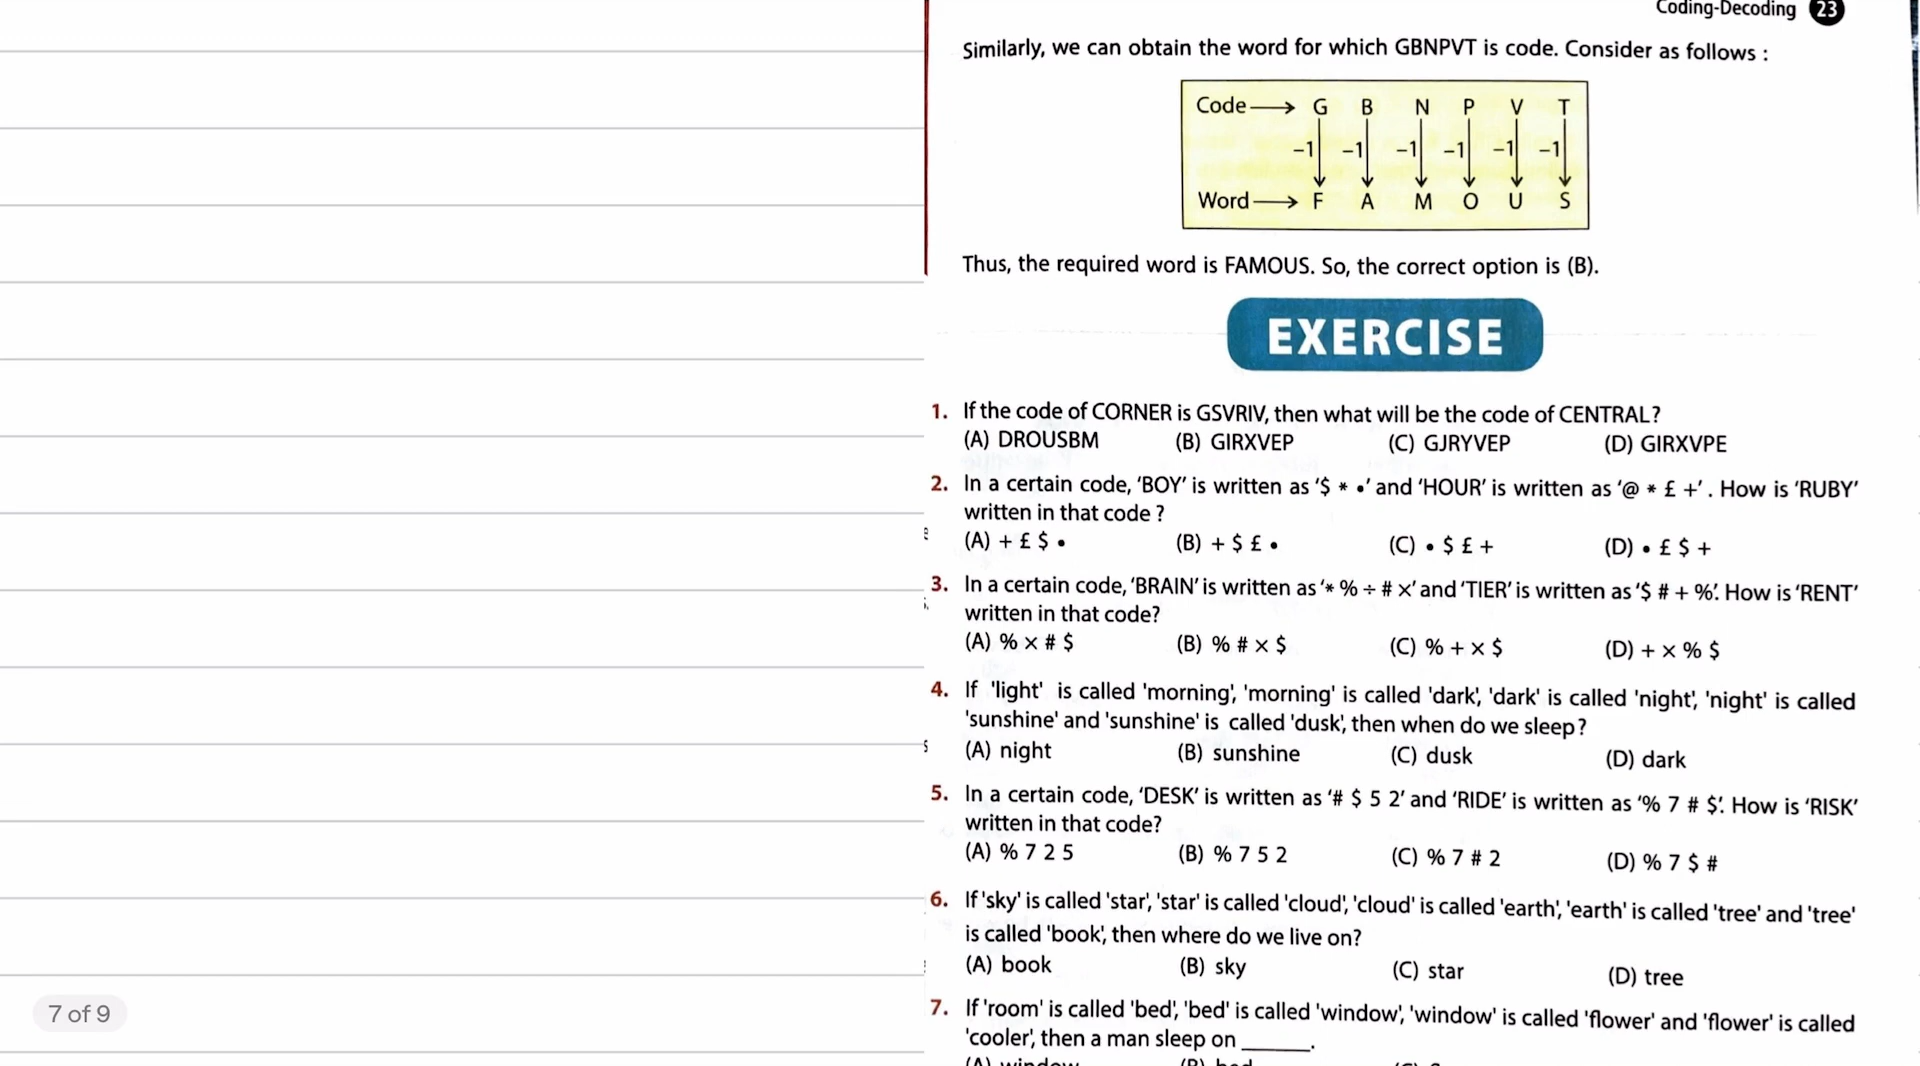 Coding-Decoding 23
Similarly, we can obtain the word for which GBNPVT is code. Consider as follows :
Code → G B N P V T
–1 –1 –1 –1 –1 –1
Word → F A M O U S
Thus, the required word is FAMOUS. So, the correct option is (B).
EXERCISE
1. If the code of CORNER is GSVRIV, then what will be the code of CENTRAL?
(A) DROUSBM (B) GIRXVEP (C) GJRYVEP (D) GIRXVPE
2. In a certain code, ‘BOY’ is written as ‘$ * •’ and ‘HOUR’ is written as ‘@ * £ +’ . How is ‘RUBY’
written in that code ?
(A) + £ $ • (B) + $ £ • (C) • $ £ + (D) • £ $ +
3. In a certain code, ‘BRAIN’ is written as ‘* % ÷ # ×’ and ‘TIER’ is written as ‘$ # + %’. How is ‘RENT’
written in that code?
(A) % × # $ (B) % # × $ (C) % + × $ (D) + × % $
4. If 'light' is called 'morning', 'morning' is called 'dark', 'dark' is called 'night', 'night' is called
'sunshine' and 'sunshine' is called 'dusk', then when do we sleep?
(A) night (B) sunshine (C) dusk (D) dark
5. In a certain code, ‘DESK’ is written as ‘# $ 5 2’ and ‘RIDE’ is written as ‘% 7 # $’. How is ‘RISK’
written in that code?
(A) % 7 2 5 (B) % 7 5 2 (C) % 7 # 2 (D) % 7 $ #
6. If 'sky' is called 'star', 'star' is called 'cloud', 'cloud' is called 'earth', 'earth' is called 'tree' and 'tree'
is called 'book', then where do we live on?
(A) book (B) sky (C) star (D) tree
7. If 'room' is called 'bed', 'bed' is called 'window', 'window' is called 'flower' and 'flower' is called
'cooler', then a man sleep on ______.
(A) window (B) bed
7 of 9